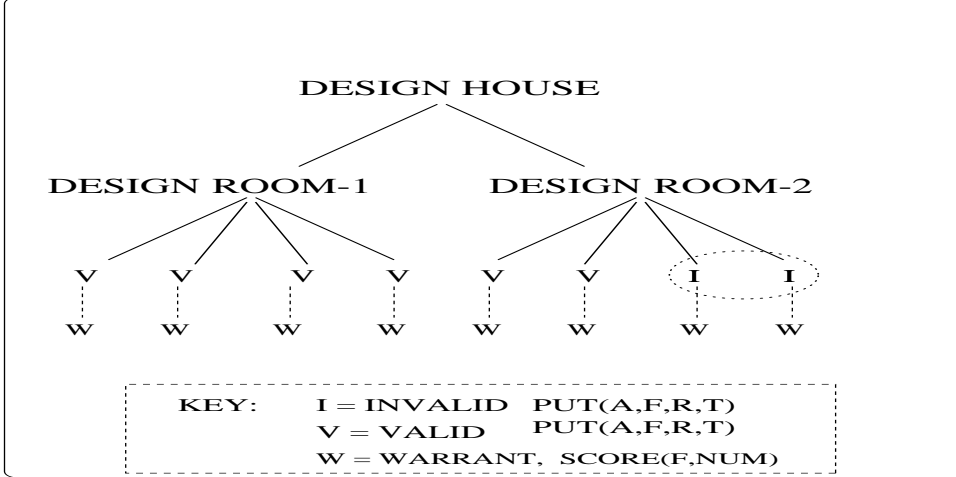 DESIGN HOUSE
DESIGN ROOM-1 DESIGN ROOM-2
V V V V V V I I
W W W W W W W W
KEY: I = INVALID PUT(A,F,R,T)
V = VALID PUT(A,F,R,T)
W = WARRANT, SCORE(F,NUM)